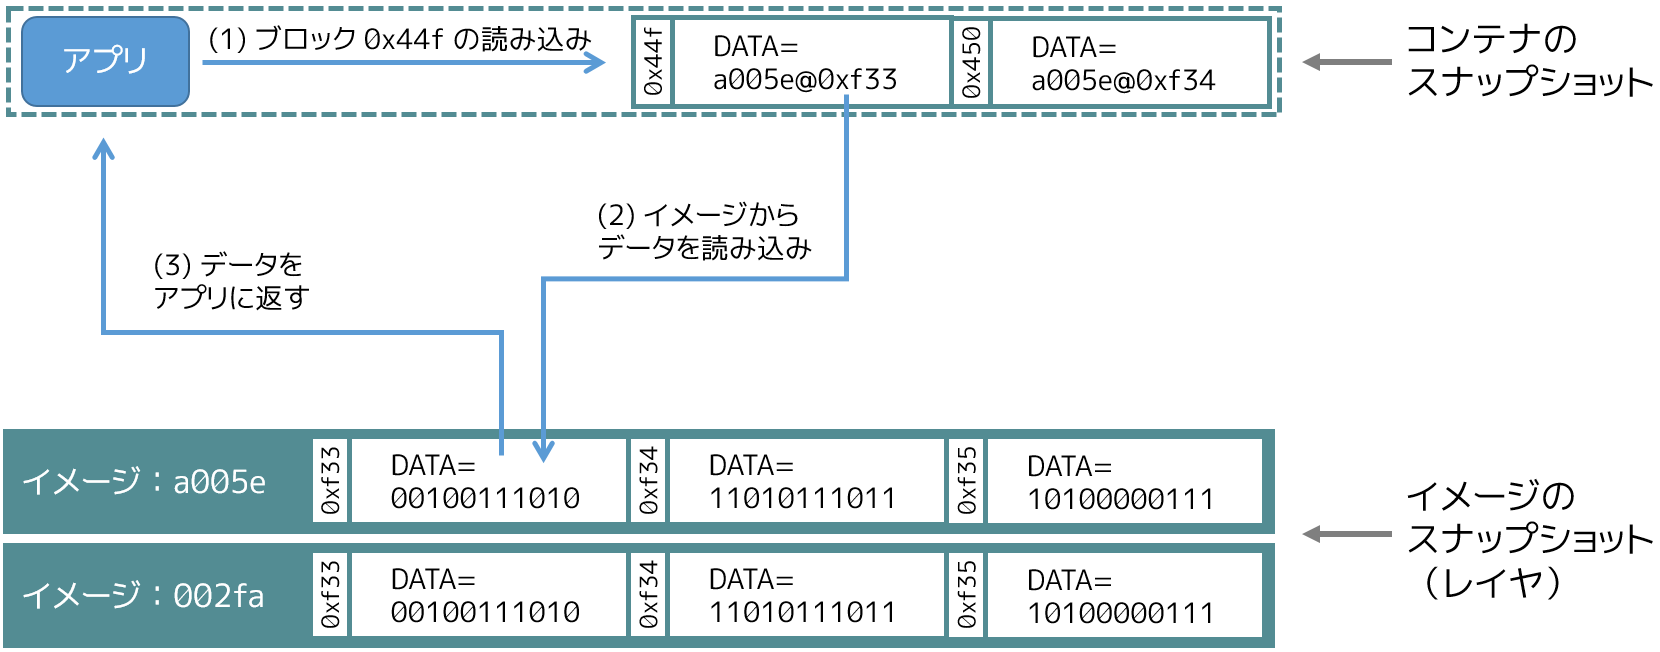 アプリ
(1) ブロック 0x44f の読み込み
0x44f
DATA=
a005e@0xf33
0x450
DATA=
a005e@0xf34
コンテナの
スナップショット
(2) イメージから
データを読み込み
(3) データを
アプリに返す
イメージ：a005e
0xf33
DATA=
00100111010
0xf34
DATA=
11010111011
0xf35
DATA=
10100000111
イメージ：002fa
0xf33
DATA=
00100111010
0xf34
DATA=
11010111011
0xf35
DATA=
10100000111
イメージの
スナップショット
（レイヤ）